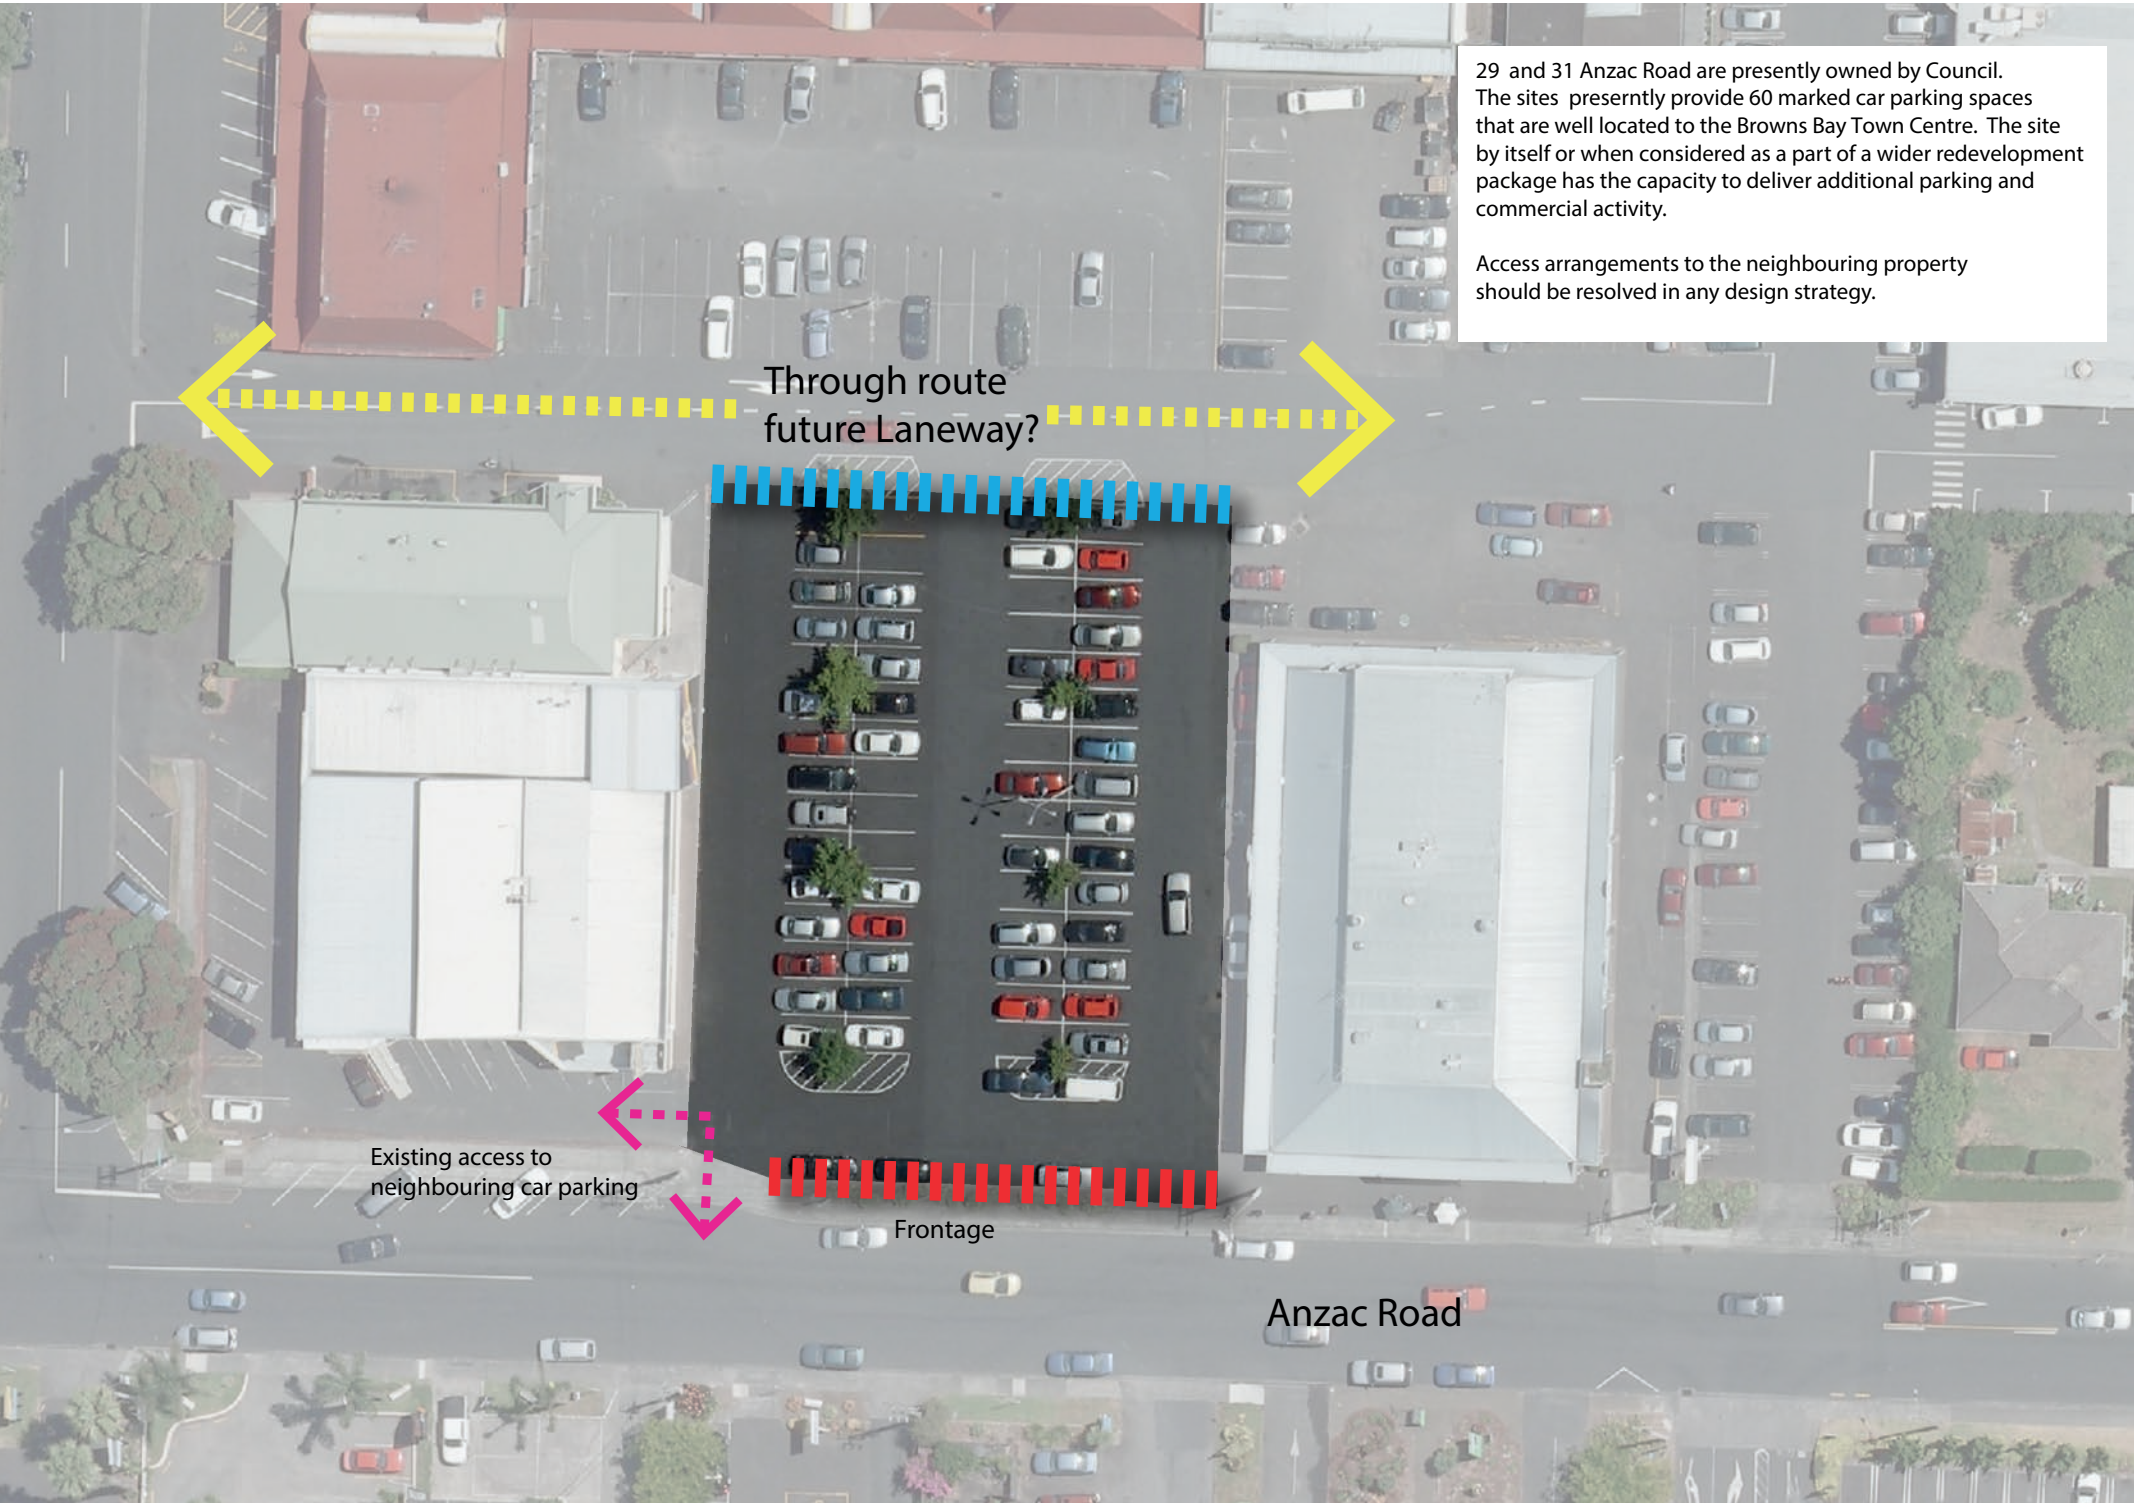 29 and 31 Anzac Road are presently owned by Council.
The sites preserntly provide 60 marked car parking spaces
that are well located to the Browns Bay Town Centre. The site
by itself or when considered as a part of a wider redevelopment
package has the capacity to deliver additional parking and
commercial activity.
Access arrangements to the neighbouring property
should be resolved in any design strategy.
Through route
future Laneway?
Existing access to
neighbouring car parking
Frontage
Anzac Road